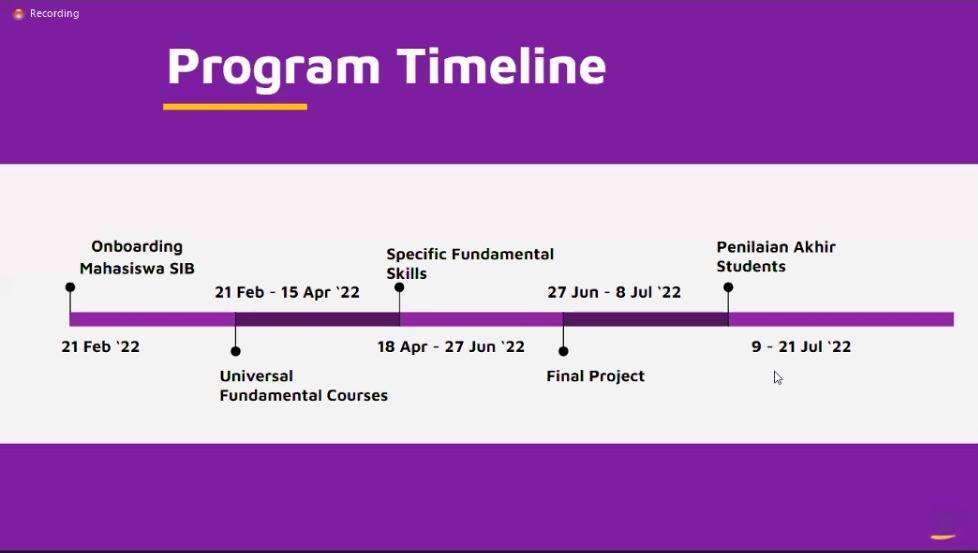 Recording
Program Timeline
Onboarding
Mahasiswa SIB
21 Feb ‘22
21 Feb - 15 Apr ‘22
Universal
Fundamental Courses
Specific Fundamental
Skills
18 Apr - 27 Jun ‘22
27 Jun - 8 Jul ‘22
Final Project
Penilaian Akhir
Students
9 - 21 Jul ‘22